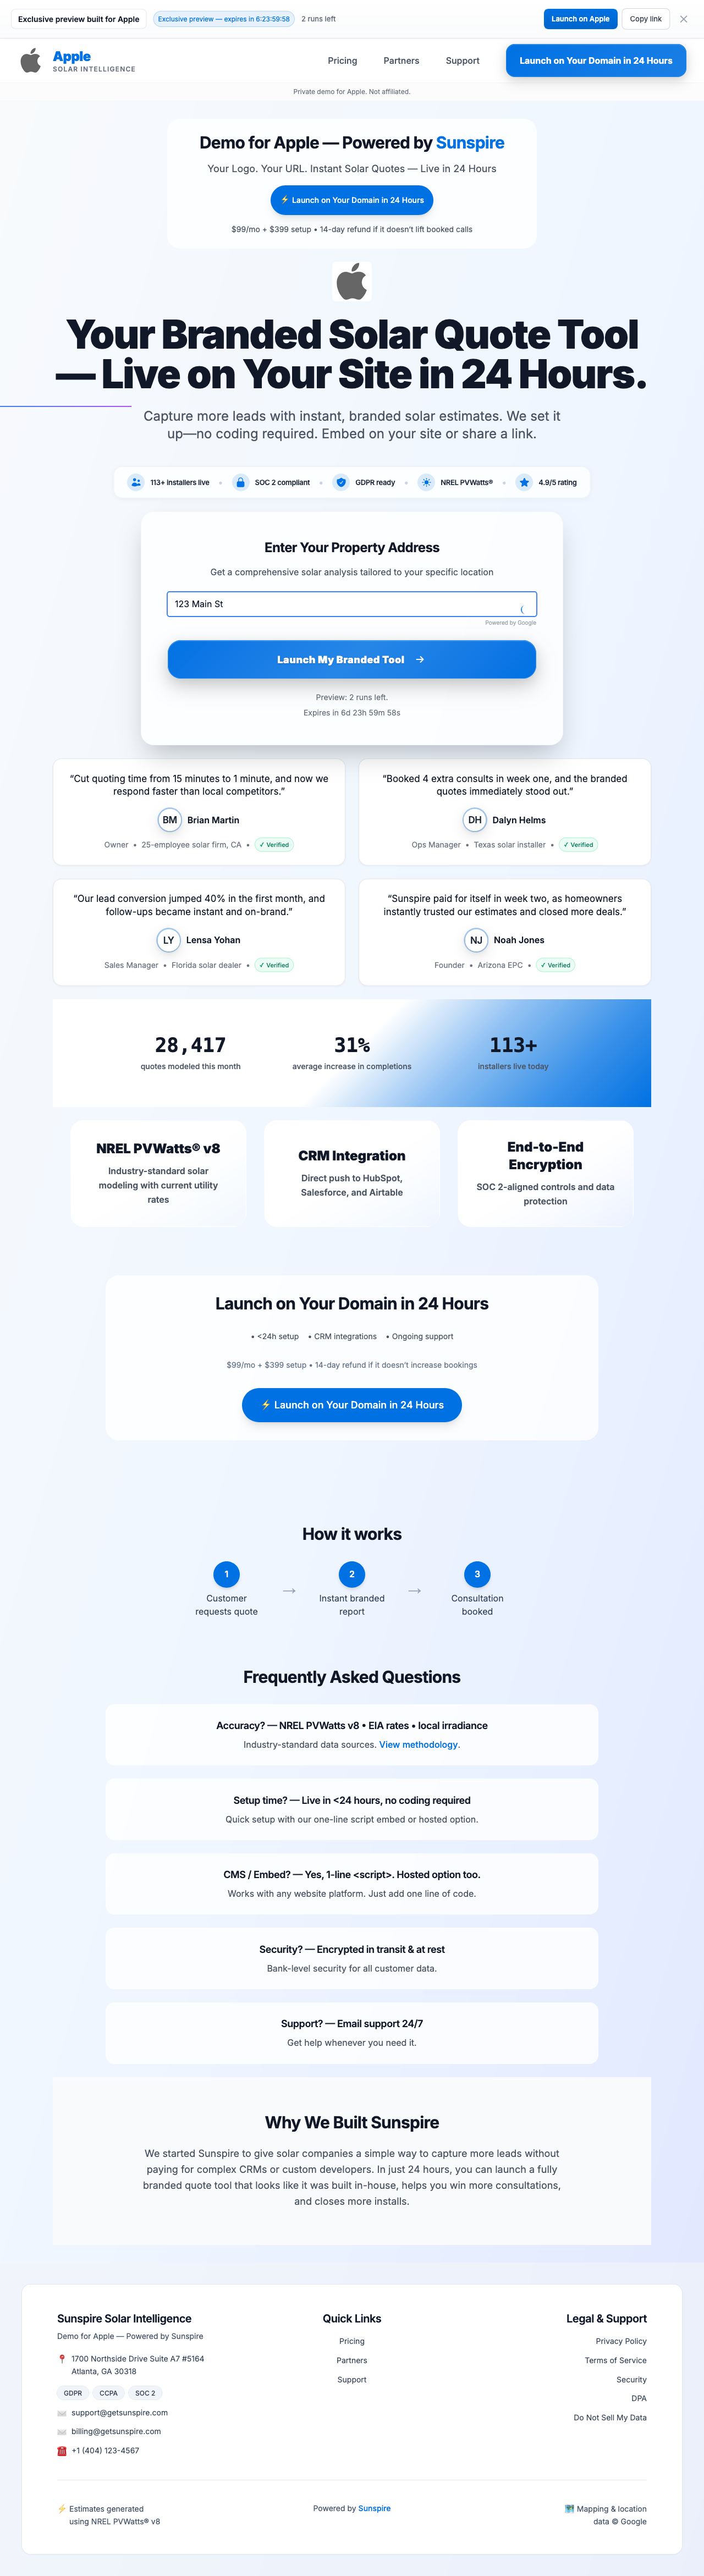 Exclusive preview built for Apple
Exclusive preview — expires in 6:23:59:58
2 runs left
Launch on Apple
Copy link
Apple
SOLAR INTELLIGENCE
Pricing
Partners
Support
Launch on Your Domain in 24 Hours
Private demo for Apple. Not affiliated.
Demo for Apple — Powered by Sunspire
Your Logo. Your URL. Instant Solar Quotes — Live in 24 Hours
⚡ Launch on Your Domain in 24 Hours
$99/mo + $399 setup • 14-day refund if it doesn’t lift booked calls
Your Branded Solar Quote Tool
— Live on Your Site in 24 Hours.
Capture more leads with instant, branded solar estimates. We set it
up—no coding required. Embed on your site or share a link.
113+ installers live
SOC 2 compliant
GDPR ready
NREL PVWatts®
4.9/5 rating
Enter Your Property Address
Get a comprehensive solar analysis tailored to your specific location
123 Main St
Powered by Google
Launch My Branded Tool →
Preview: 2 runs left.
Expires in 6d 23h 59m 58s
“Cut quoting time from 15 minutes to 1 minute, and now we
respond faster than local competitors.”
BM Brian Martin
Owner • 25-employee solar firm, CA • ✓ Verified
“Booked 4 extra consults in week one, and the branded
quotes immediately stood out.”
DH Dalyn Helms
Ops Manager • Texas solar installer • ✓ Verified
“Our lead conversion jumped 40% in the first month, and
follow-ups became instant and on-brand.”
LY Lensa Yohan
Sales Manager • Florida solar dealer • ✓ Verified
“Sunspire paid for itself in week two, as homeowners
instantly trusted our estimates and closed more deals.”
NJ Noah Jones
Founder • Arizona EPC • ✓ Verified
28,417
quotes modeled this month
31%
average increase in completions
113+
installers live today
NREL PVWatts® v8
Industry-standard solar
modeling with current utility
rates
CRM Integration
Direct push to HubSpot,
Salesforce, and Airtable
End-to-End
Encryption
SOC 2-aligned controls and data
protection
Launch on Your Domain in 24 Hours
• <24h setup • CRM integrations • Ongoing support
$99/mo + $399 setup • 14-day refund if it doesn’t increase bookings
⚡ Launch on Your Domain in 24 Hours
How it works
1
Customer
requests quote
→
2
Instant branded
report
→
3
Consultation
booked
Frequently Asked Questions
Accuracy? — NREL PVWatts v8 • EIA rates • local irradiance
Industry-standard data sources. View methodology.
Setup time? — Live in <24 hours, no coding required
Quick setup with our one-line script embed or hosted option.
CMS / Embed? — Yes, 1-line <script>. Hosted option too.
Works with any website platform. Just add one line of code.
Security? — Encrypted in transit & at rest
Bank-level security for all customer data.
Support? — Email support 24/7
Get help whenever you need it.
Why We Built Sunspire
We started Sunspire to give solar companies a simple way to capture more leads without
paying for complex CRMs or custom developers. In just 24 hours, you can launch a fully
branded quote tool that looks like it was built in-house, helps you win more consultations,
and closes more installs.
Sunspire Solar Intelligence
Demo for Apple — Powered by Sunspire
1700 Northside Drive Suite A7 #5164
Atlanta, GA 30318
GDPR
CCPA
SOC 2
support@getsunspire.com
billing@getsunspire.com
+1 (404) 123-4567
Quick Links
Pricing
Partners
Support
Legal & Support
Privacy Policy
Terms of Service
Security
DPA
Do Not Sell My Data
⚡ Estimates generated
using NREL PVWatts® v8
Powered by Sunspire
Mapping & location
data © Google